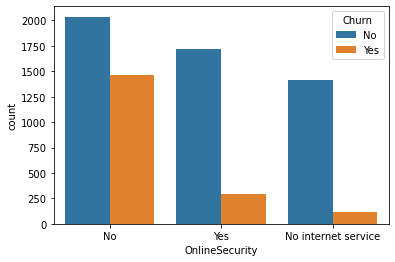 Churn
No
Yes
2000
1750
1500
1250
1000
750
500
250
0
count
No
Yes
No internet service
OnlineSecurity